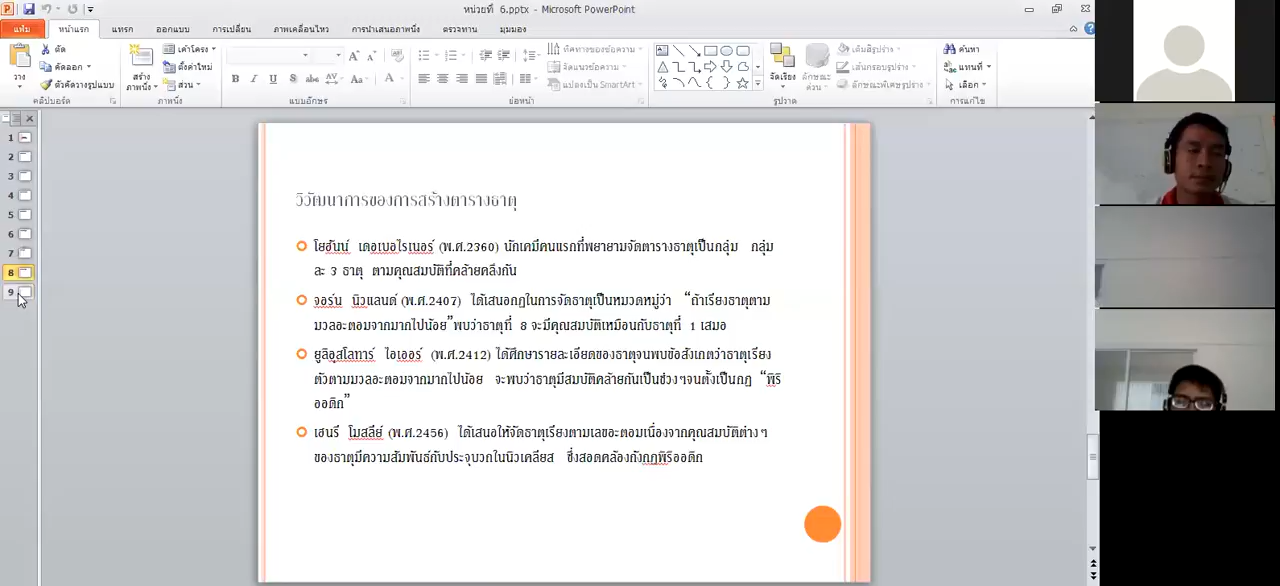 หน่วยที่ 6.pptx - Microsoft PowerPoint
แฟ้ม หน้าแรก แทรก ออกแบบ การเปลี่ยน ภาพเคลื่อนไหว การนำเสนอภาพนิ่ง ตรวจทาน มุมมอง
วาง ตัด คัดลอก ตัวคัดวางรูปแบบ คลิปบอร์ด
สร้างภาพนิ่ง เค้าโครง ตั้งค่าใหม่ ส่วน ภาพนิ่ง
B I U S abc AV Aa A แบบอักษร
ทิศทางของข้อความ จัดแนวข้อความ แปลงเป็น SmartArt ย่อหน้า
จัดเรียง ลักษณะด่วน เติมสีรูปร่าง เส้นกรอบรูปร่าง ลักษณะพิเศษรูปร่าง รูปวาด
ค้นหา แทนที่ เลือก การแก้ไข
1
2
3
4
5
6
7
8
9
วิวัฒนาการของการสร้างตารางธาตุ
โยฮันน์ เดอเบอไรเนอร์ (พ.ศ.2360) นักเคมีคนแรกที่พยายามจัดตารางธาตุเป็นกลุ่ม กลุ่ม
ละ 3 ธาตุ ตามคุณสมบัติที่คล้ายคลึงกัน
จอร์น นิวแลนด์ (พ.ศ.2407) ได้เสนอกฎในการจัดธาตุเป็นหมวดหมู่ว่า “ถ้าเรียงธาตุตาม
มวลอะตอมจากมากไปน้อย”พบว่าธาตุที่ 8 จะมีคุณสมบัติเหมือนกับธาตุที่ 1 เสมอ
ยูลิอุสโลทาร์ ไอเออร์ (พ.ศ.2412) ได้ศึกษารายละเอียดของธาตุจนพบข้อสังเกตว่าธาตุเรียง
ตัวตามมวลอะตอมจากมากไปน้อย จะพบว่าธาตุมีสมบัติคล้ายกันเป็นช่วงๆจนตั้งเป็นกฎ “พิริ
ออดิก”
เฮนรี โมสลีย์ (พ.ศ.2456) ได้เสนอให้จัดธาตุเรียงตามเลขอะตอมเนื่องจากคุณสมบัติต่างๆ
ของธาตุมีความสัมพันธ์กับประจุบวกในนิวเคลียส ซึ่งสอดคล้องกังกฎพิริออดิก